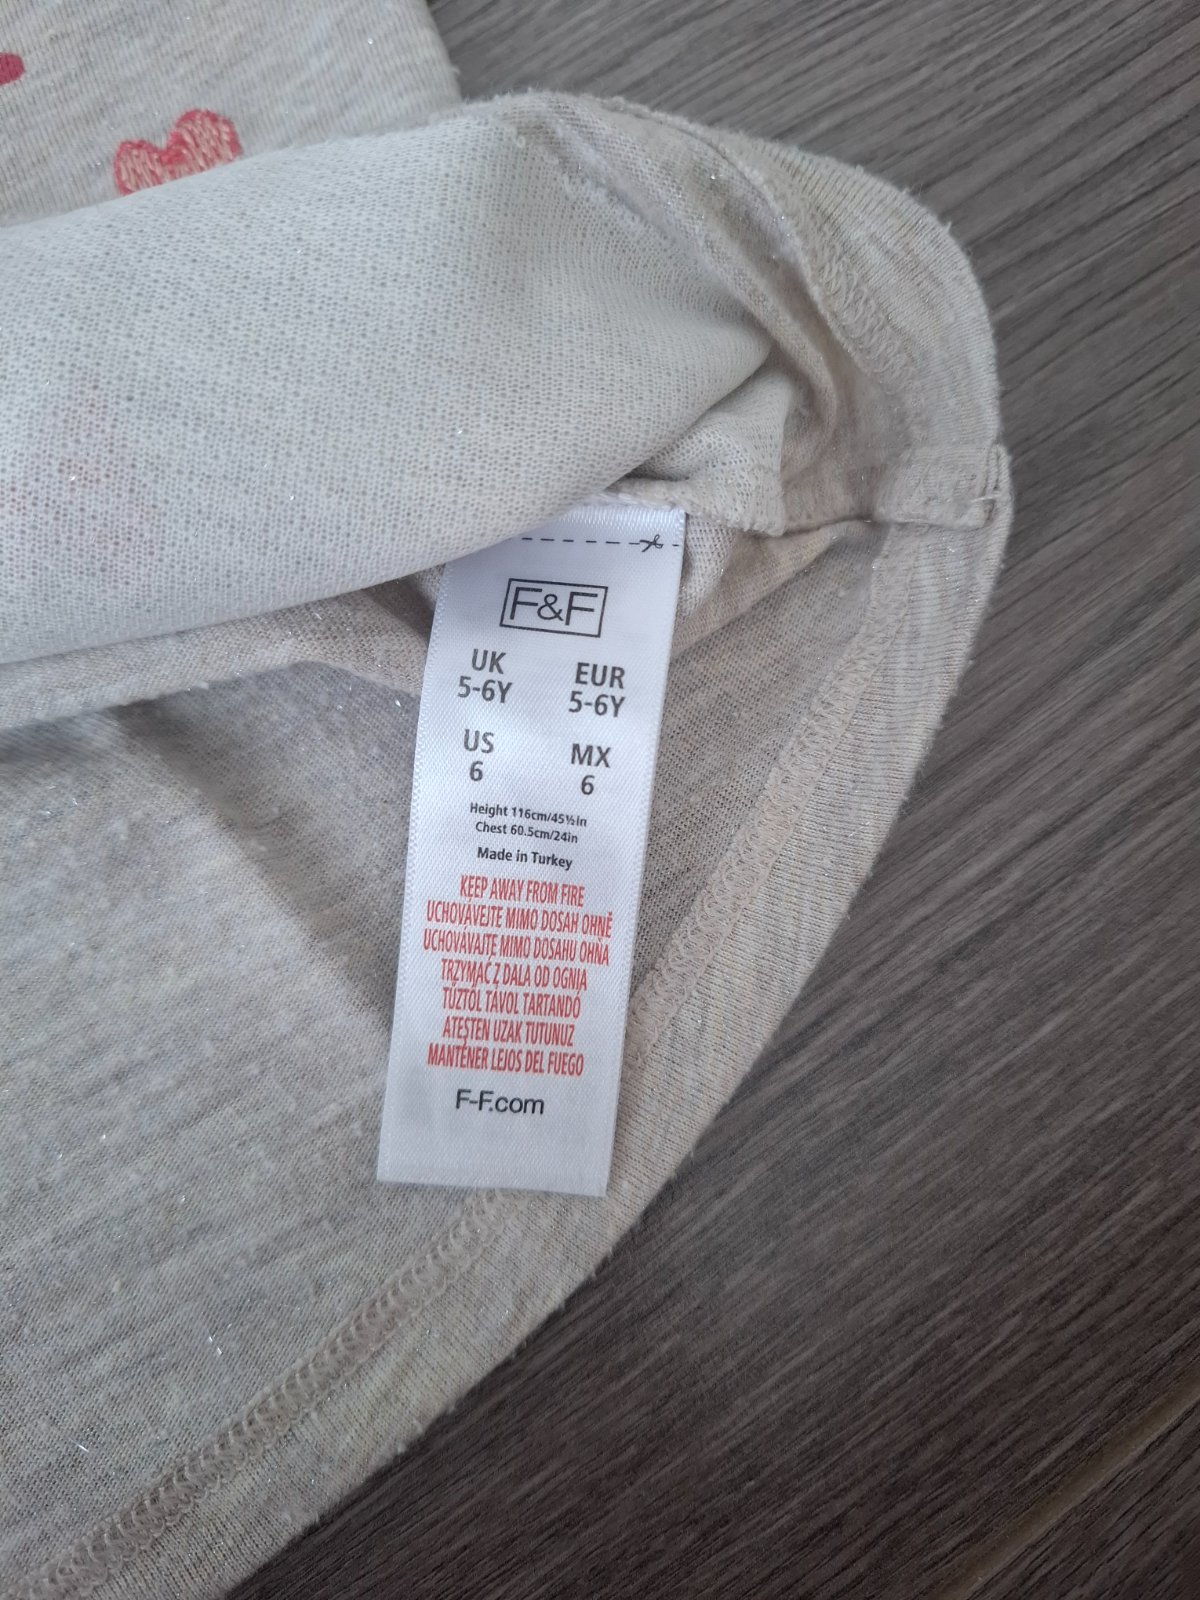 F&F
UK
5-6Y
EUR
5-6Y
US
6
MX
6
Height 116cm/45½in
Chest 60.5cm/24in
Made in Turkey
KEEP AWAY FROM FIRE
UCHOVÁVEJTE MIMO DOSAH OHNĚ
UCHOVÁVAJTE MIMO DOSAHU OHŇA
TRZYMAĆ Z DALA OD OGNIA
TŰZTŐL TÁVOL TARTANDÓ
ATEŞTEN UZAK TUTUNUZ
MANTENER LEJOS DEL FUEGO
F-F.com